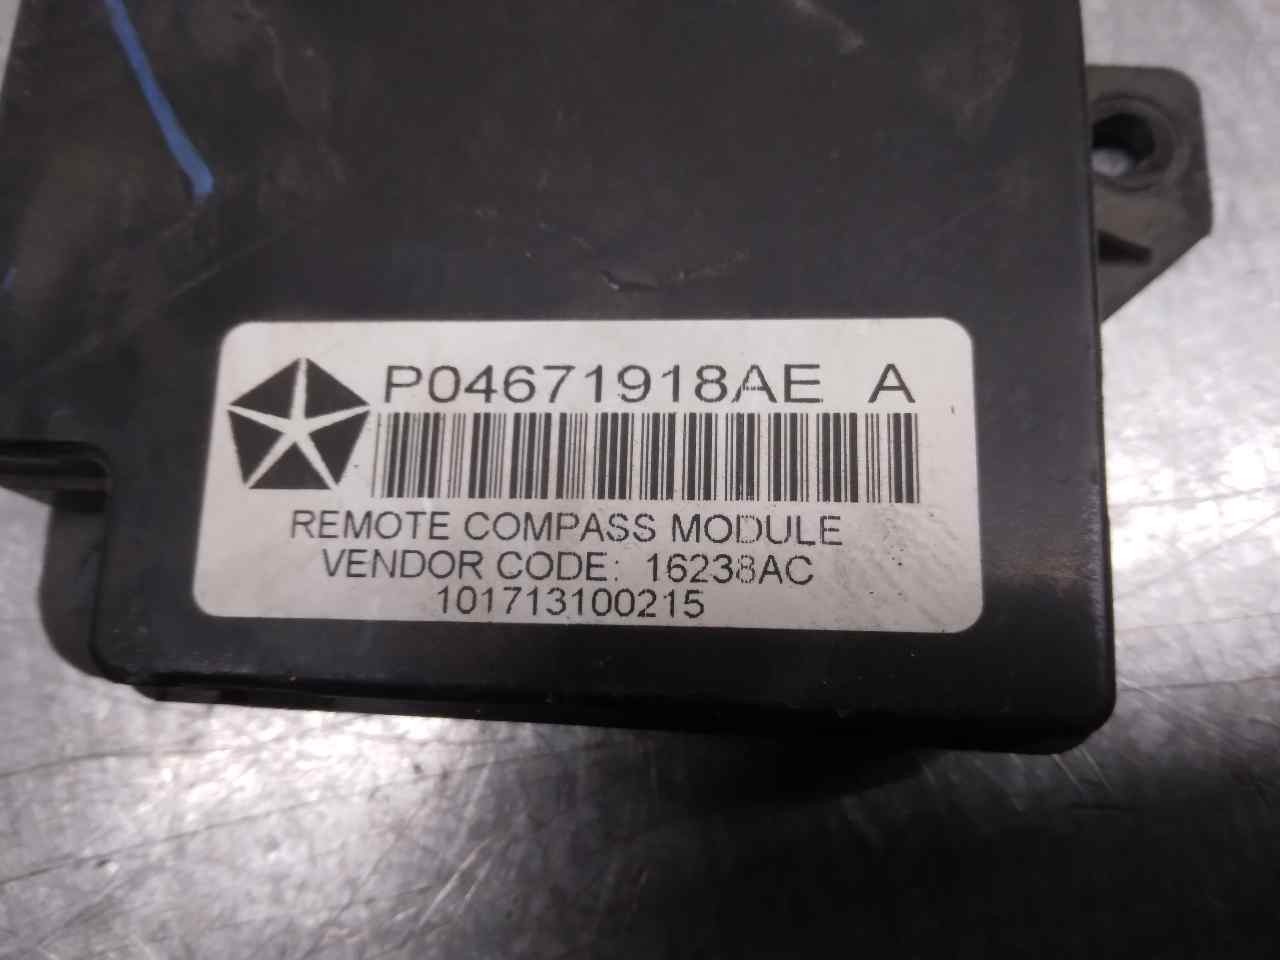 P04671918AE A
REMOTE COMPASS MODULE
VENDOR CODE: 16238AC
101713100215